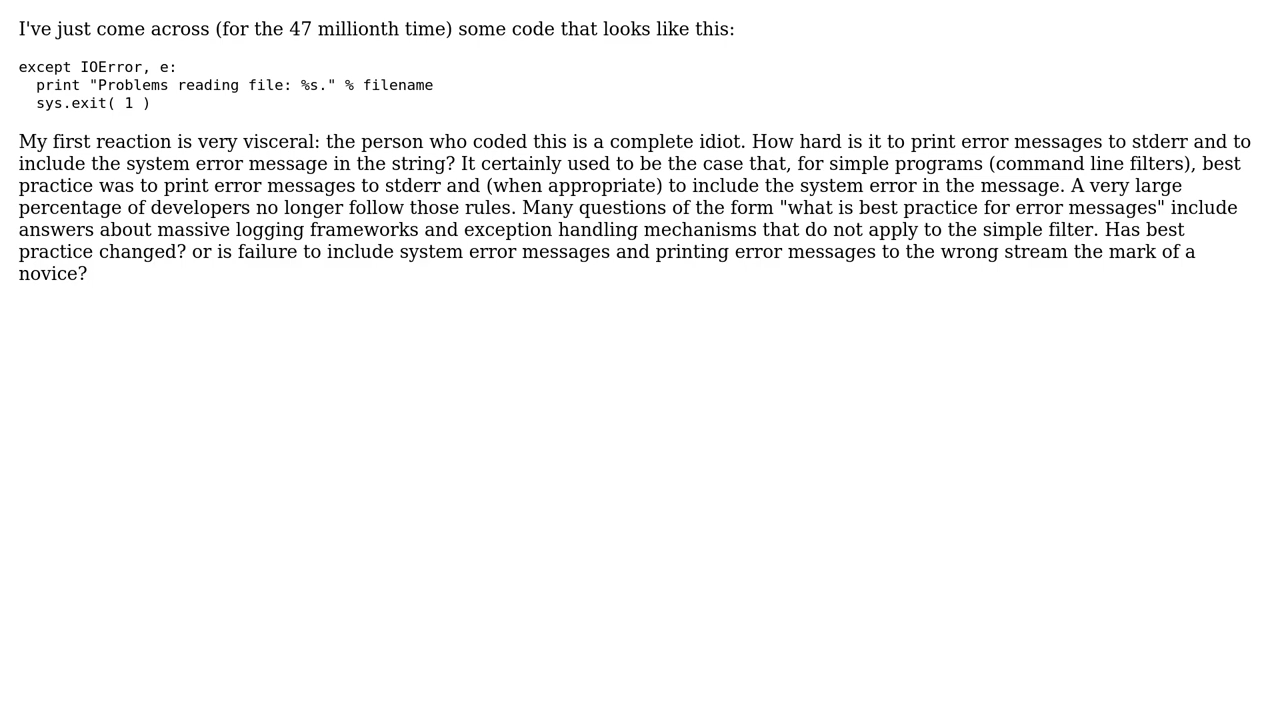 I've just come across (for the 47 millionth time) some code that looks like this:
except IOError, e:
  print "Problems reading file: %s." % filename
  sys.exit( 1 )
My first reaction is very visceral: the person who coded this is a complete idiot. How hard is it to print error messages to stderr and to
include the system error message in the string? It certainly used to be the case that, for simple programs (command line filters), best
practice was to print error messages to stderr and (when appropriate) to include the system error in the message. A very large
percentage of developers no longer follow those rules. Many questions of the form "what is best practice for error messages" include
answers about massive logging frameworks and exception handling mechanisms that do not apply to the simple filter. Has best
practice changed? or is failure to include system error messages and printing error messages to the wrong stream the mark of a
novice?